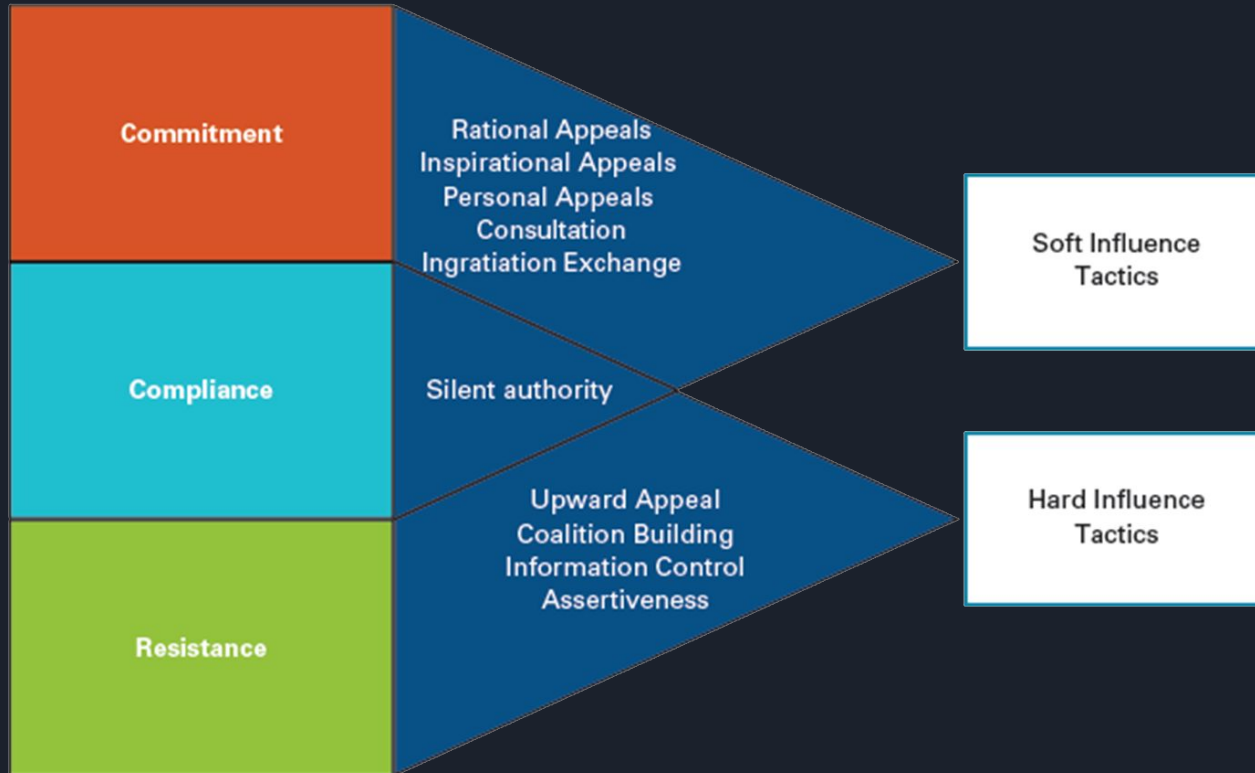 Commitment
Rational Appeals
Inspirational Appeals
Personal Appeals
Consultation
Ingratiation Exchange
Soft Influence
Tactics
Compliance
Silent authority
Upward Appeal
Coalition Building
Information Control
Assertiveness
Hard Influence
Tactics
Resistance